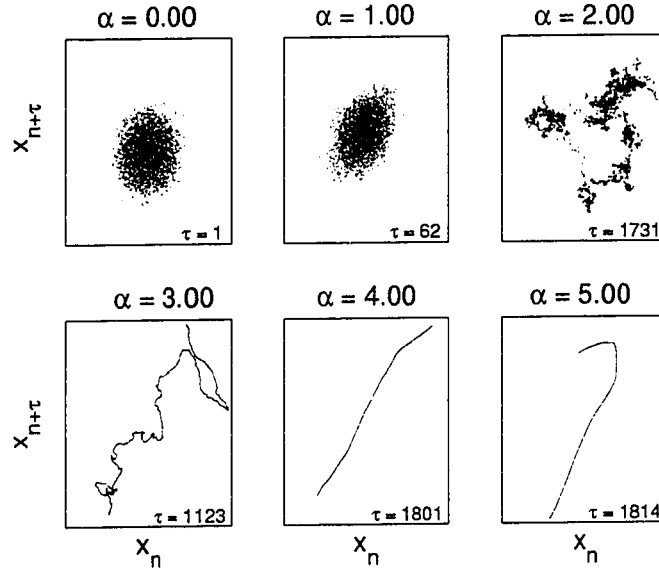 α = 0.00 α = 1.00 α = 2.00
x_{n+τ}
τ = 1 τ = 62 τ = 1731
α = 3.00 α = 4.00 α = 5.00
x_{n+τ}
τ = 1123 τ = 1801 τ = 1814
x_n x_n x_n